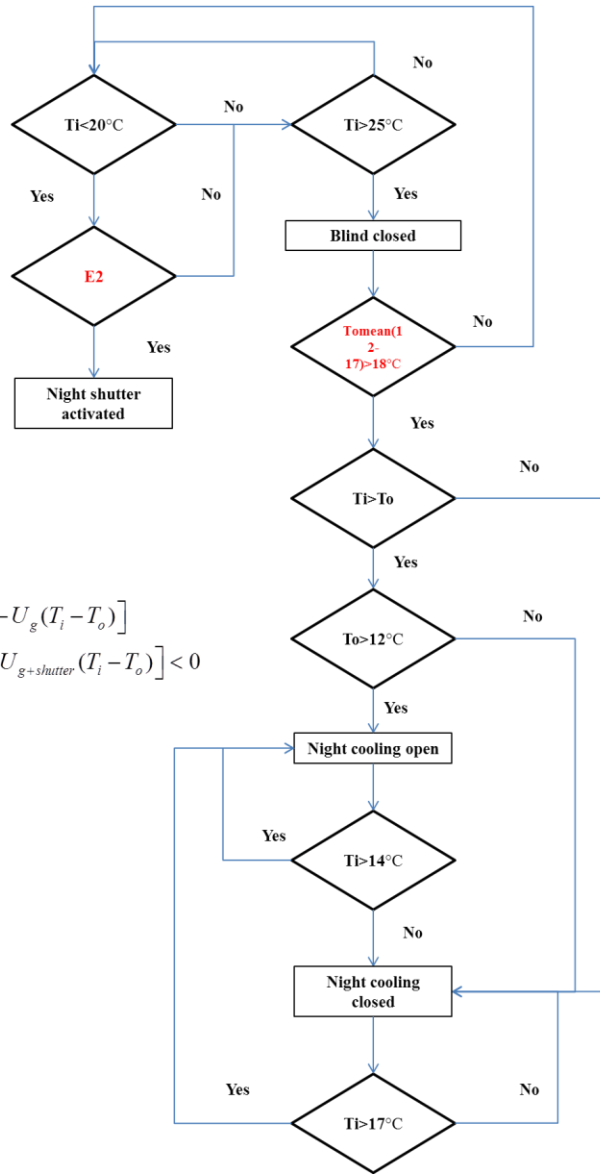 No
Ti<20°C
No
Ti>25°C
Yes
No
Yes
Blind closed
E2
Tomean(1
2-
17)>18°C
No
Yes
Night shutter
activated
Yes
Ti>To
No
Yes
-U_g(T_i-T_o)]
To>12°C
No
U_{g+shutter}(T_i-T_o)]<0
Yes
Night cooling open
Yes
Ti>14°C
No
Night cooling
closed
Yes
Ti>17°C
No